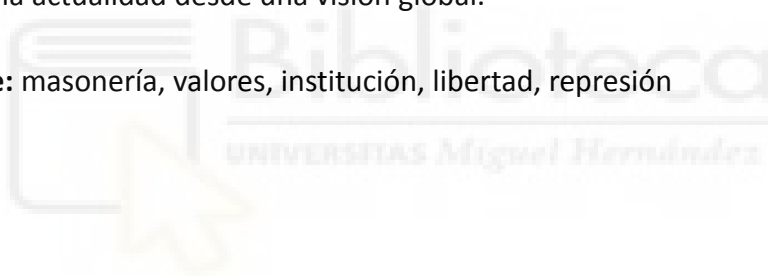 la actualidad desde una visión global.
e: masonería, valores, institución, libertad, represión
Biblioteca
UNIVERSITAS Miguel Hernández